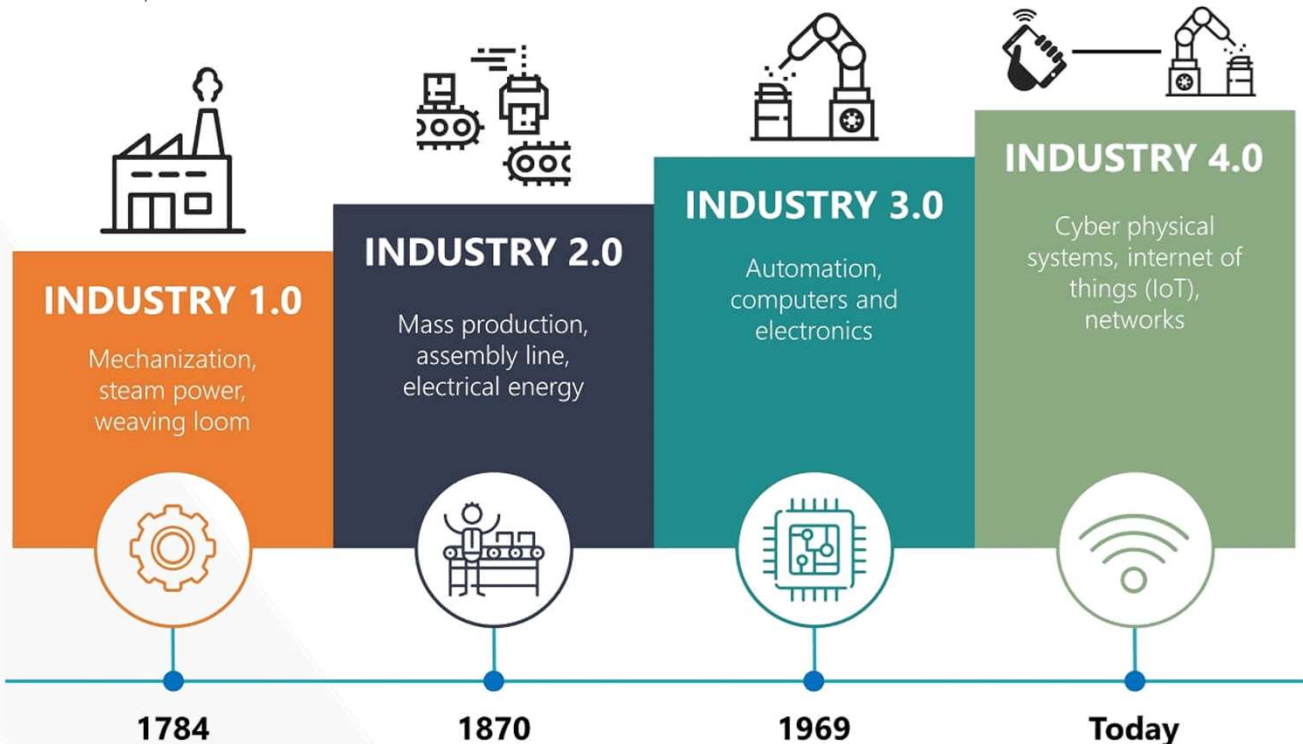 INDUSTRY 1.0
Mechanization,
steam power,
weaving loom
INDUSTRY 2.0
Mass production,
assembly line,
electrical energy
INDUSTRY 3.0
Automation,
computers and
electronics
INDUSTRY 4.0
Cyber physical
systems, internet of
things (IoT),
networks
1784
1870
1969
Today